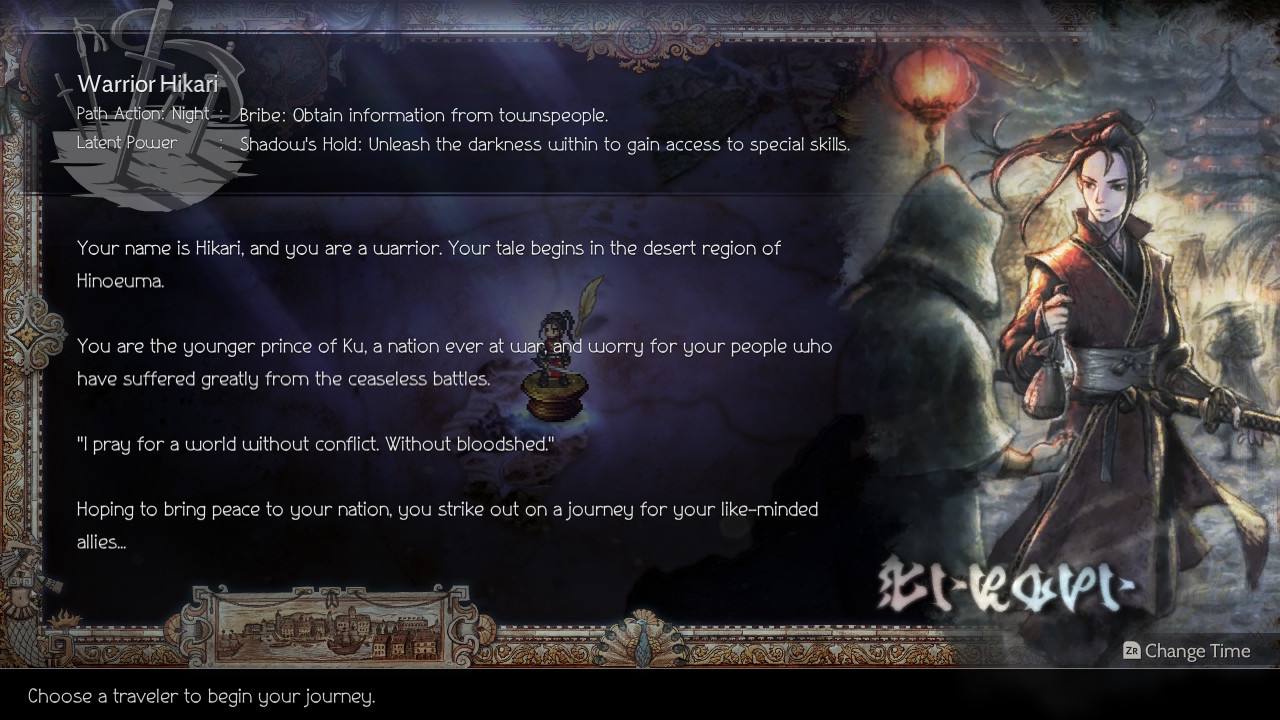 Warrior Hikari
Path Action: Night : Bribe: Obtain information from townspeople.
Latent Power : Shadow's Hold: Unleash the darkness within to gain access to special skills.
Your name is Hikari, and you are a warrior. Your tale begins in the desert region of
Hinoeuma.
You are the younger prince of Ku, a nation ever at war and worry for your people who
have suffered greatly from the ceaseless battles.
"I pray for a world without conflict. Without bloodshed."
Hoping to bring peace to your nation, you strike out on a journey for your like-minded
allies...
ZR Change Time
Choose a traveler to begin your journey.